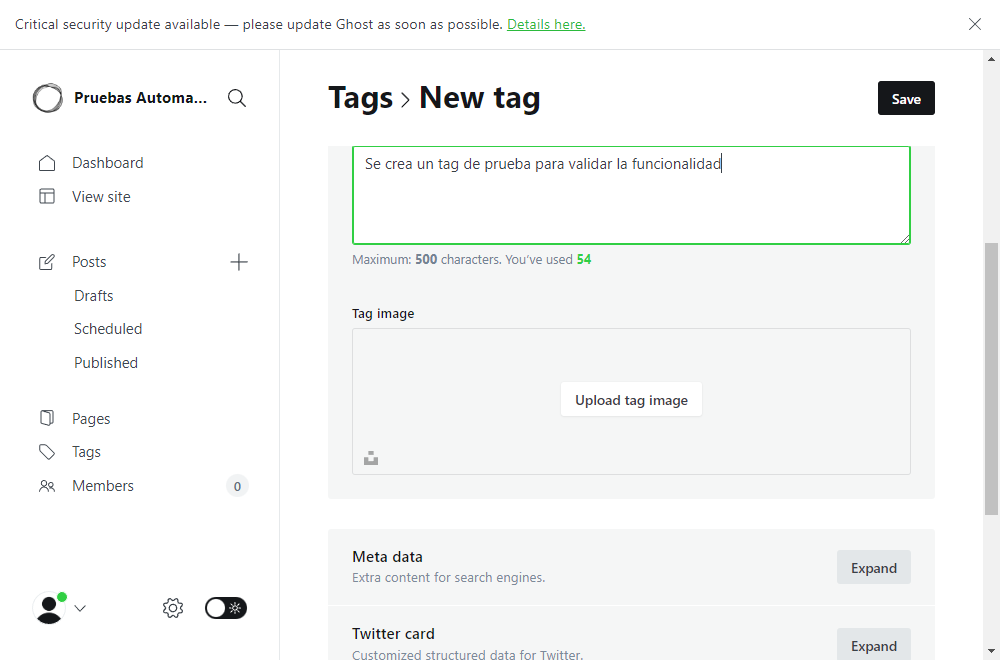 Critical security update available — please update Ghost as soon as possible. Details here.
Pruebas Automa...
Tags > New tag
Save
Dashboard
View site
Se crea un tag de prueba para validar la funcionalidad
Maximum: 500 characters. You've used 54
Posts
Drafts
Scheduled
Published
Tag image
Upload tag image
Pages
Tags
Members
0
Meta data
Extra content for search engines.
Expand
Twitter card
Customized structured data for Twitter.
Expand